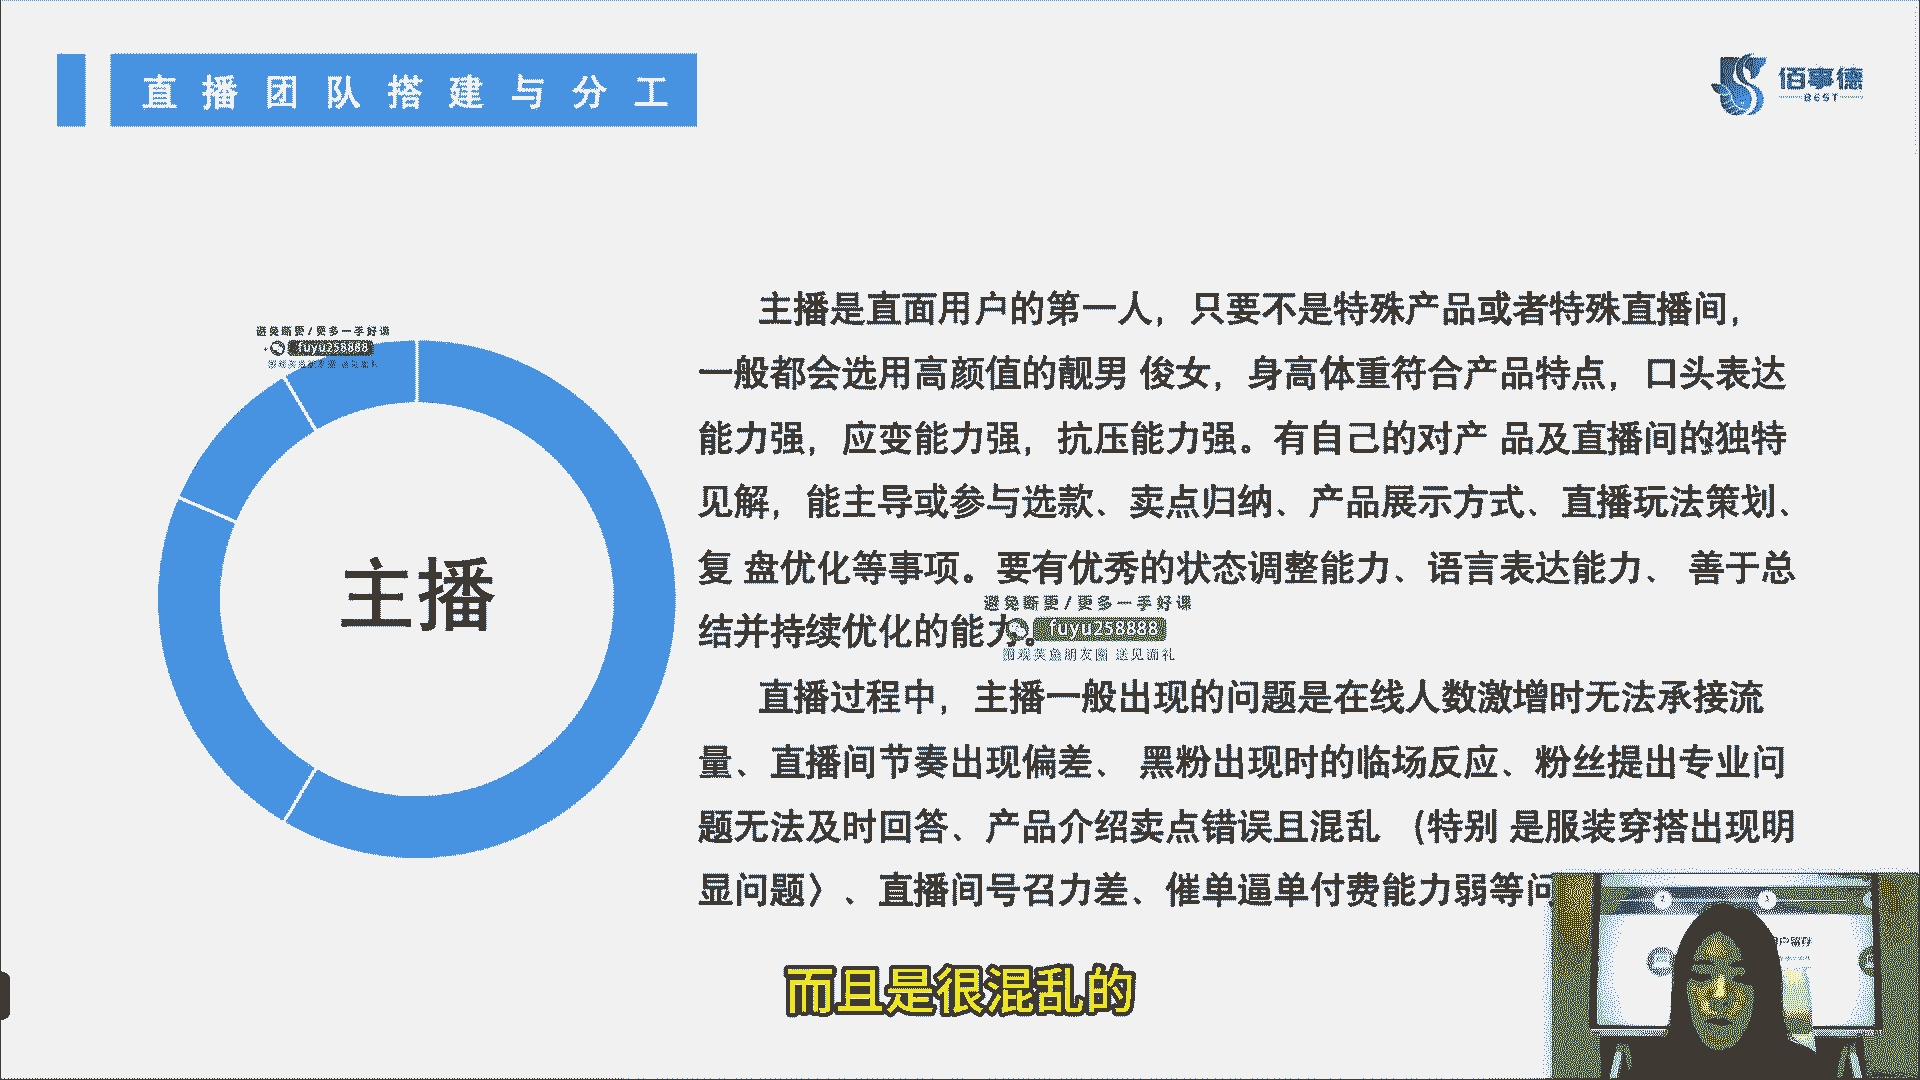 直播团队搭建与分工
佰事德
BEST
避免断更/更多一手好课
fuyu258888
主播
主播是直面用户的第一人，只要不是特殊产品或者特殊直播间，
一般都会选用高颜值的靓男 俊女，身高体重符合产品特点，口头表达
能力强，应变能力强，抗压能力强。有自己的对产 品及直播间的独特
见解，能主导或参与选款、卖点归纳、产品展示方式、直播玩法策划、
复 盘优化等事项。要有优秀的状态调整能力、语言表达能力、 善于总
结并持续优化的能力。
避免断更/更多一手好课
fuyu258888
围观笑鱼朋友圈 送见面礼
直播过程中，主播一般出现的问题是在线人数激增时无法承接流
量、直播间节奏出现偏差、 黑粉出现时的临场反应、粉丝提出专业问
题无法及时回答、产品介绍卖点错误且混乱 （特别 是服装穿搭出现明
显问题〉、直播间号召力差、催单逼单付费能力弱等问
而且是很混乱的